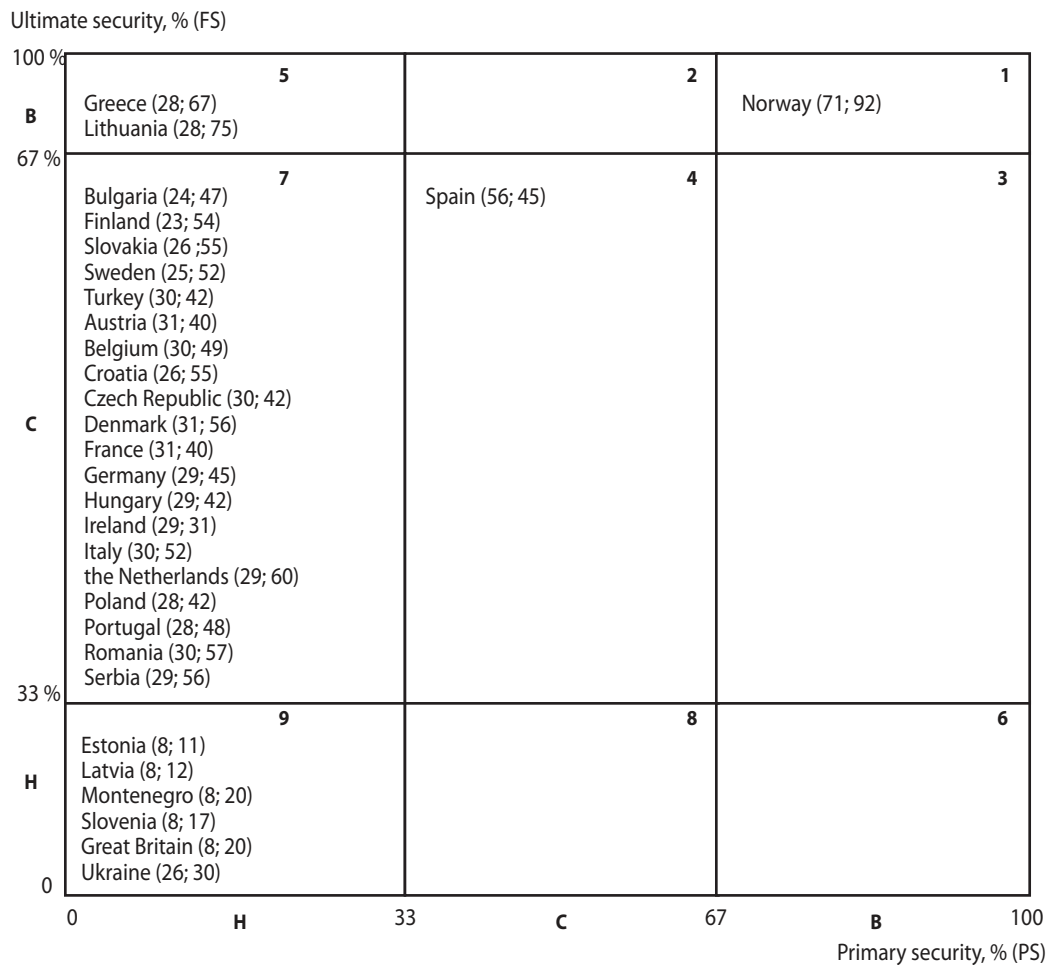 Ultimate security, % (FS)
100 %
5
2
1
Greece (28; 67)
Norway (71; 92)
B
Lithuania (28; 75)
67 %
7
4
3
Bulgaria (24; 47)
Spain (56; 45)
Finland (23; 54)
Slovakia (26 ;55)
Sweden (25; 52)
Turkey (30; 42)
Austria (31; 40)
Belgium (30; 49)
Croatia (26; 55)
Czech Republic (30; 42)
C
Denmark (31; 56)
France (31; 40)
Germany (29; 45)
Hungary (29; 42)
Ireland (29; 31)
Italy (30; 52)
the Netherlands (29; 60)
Poland (28; 42)
Portugal (28; 48)
Romania (30; 57)
Serbia (29; 56)
33 %
9
8
6
Estonia (8; 11)
Latvia (8; 12)
H
Montenegro (8; 20)
Slovenia (8; 17)
Great Britain (8; 20)
Ukraine (26; 30)
0
0
H
33
C
67
B
100
Primary security, % (PS)